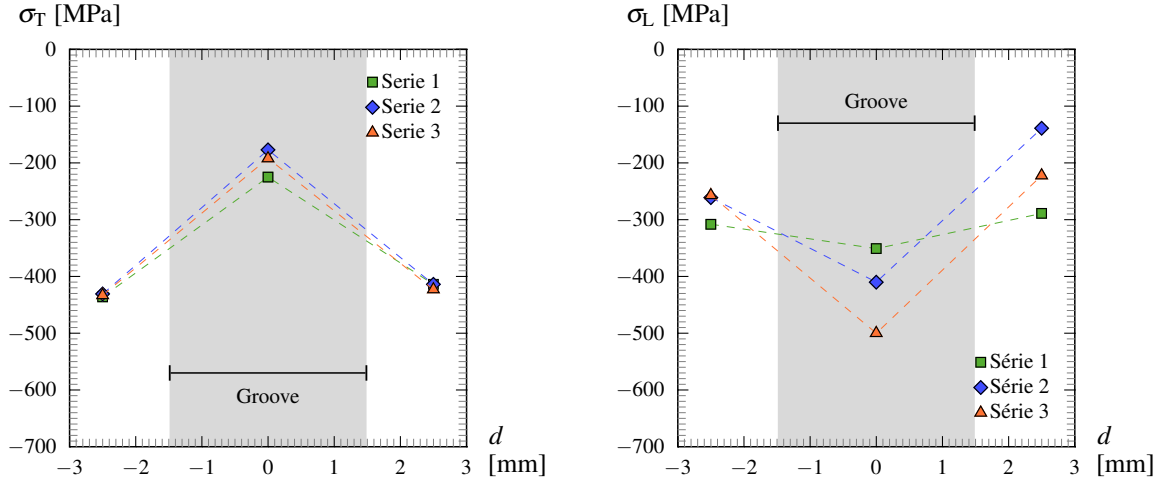 σT [MPa]
0
−100
−200
−300
−400
−500
−600
−700
−3 −2 −1 0 1 2 3
d
[mm]
Serie 1
Serie 2
Serie 3
Groove
σL [MPa]
0
−100
−200
−300
−400
−500
−600
−700
−3 −2 −1 0 1 2 3
d
[mm]
Groove
Série 1
Série 2
Série 3